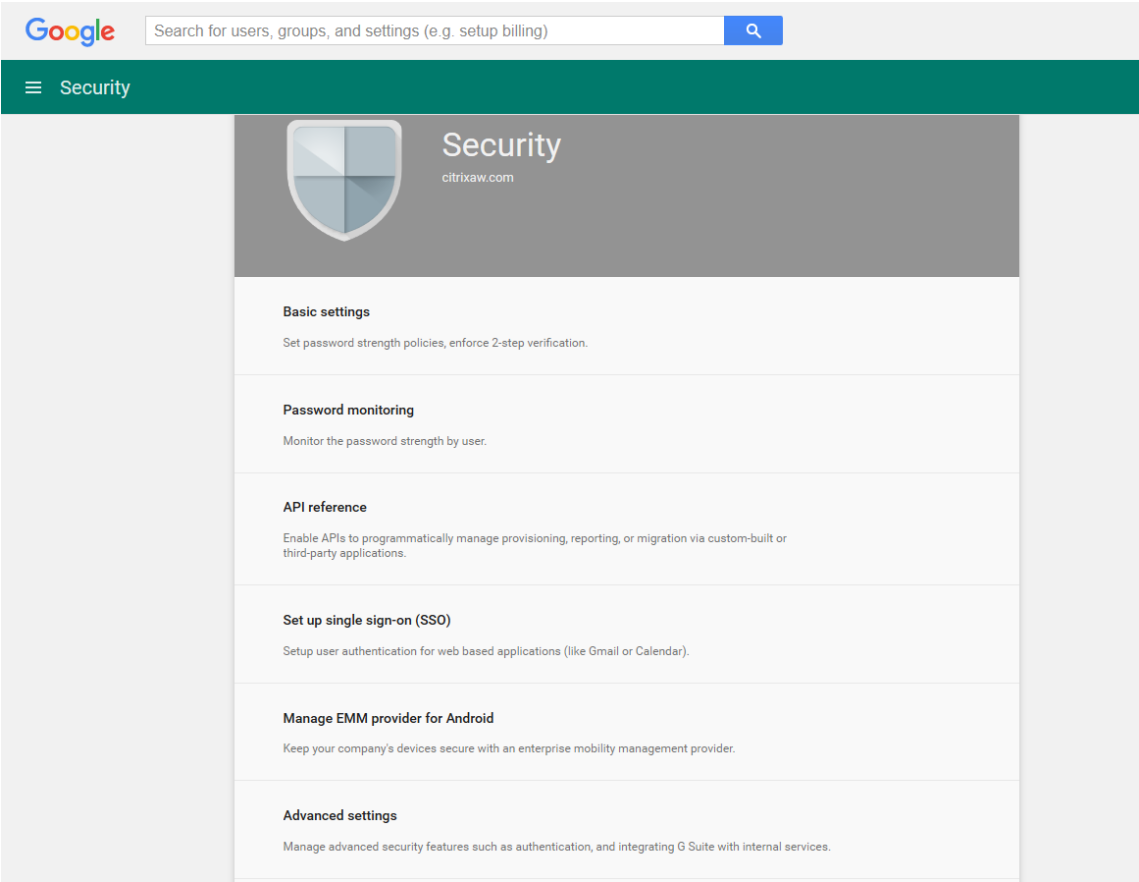 Google
Search for users, groups, and settings (e.g. setup billing)
Security
Security
citrixaw.com
Basic settings
Set password strength policies, enforce 2-step verification.
Password monitoring
Monitor the password strength by user.
API reference
Enable APIs to programmatically manage provisioning, reporting, or migration via custom-built or
third-party applications.
Set up single sign-on (SSO)
Setup user authentication for web based applications (like Gmail or Calendar).
Manage EMM provider for Android
Keep your company's devices secure with an enterprise mobility management provider.
Advanced settings
Manage advanced security features such as authentication, and integrating G Suite with internal services.